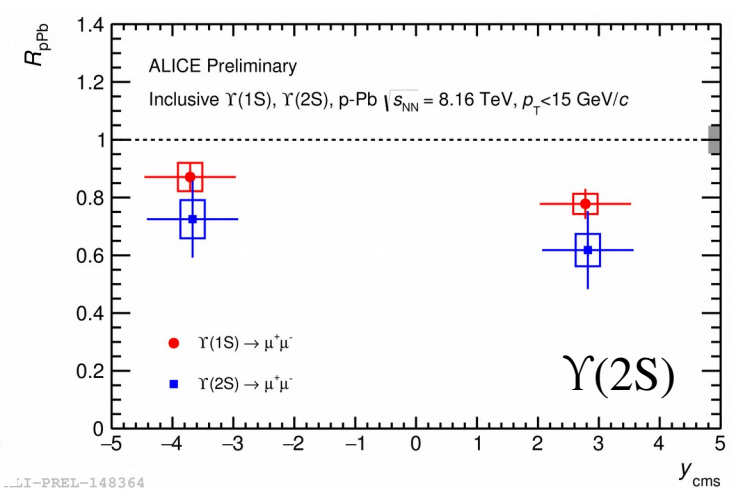 R_pPb
1.4
1.2
1
0.8
0.6
0.4
0.2
0
ALICE Preliminary
Inclusive ϒ(1S), ϒ(2S), p-Pb √s_NN = 8.16 TeV, p_T<15 GeV/c
ϒ(1S) → μ⁺μ⁻
ϒ(2S) → μ⁺μ⁻
ϒ(2S)
−5 −4 −3 −2 −1 0 1 2 3 4 5
y_cms
LI-PREL-148364